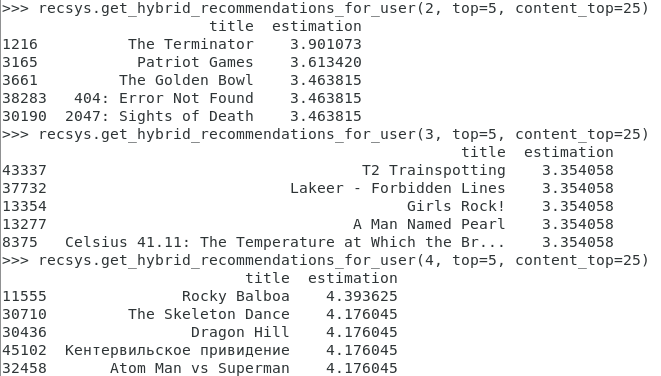 >>> recsys.get_hybrid_recommendations_for_user(2, top=5, content_top=25)
title estimation
1216 The Terminator 3.901073
3165 Patriot Games 3.613420
3661 The Golden Bowl 3.463815
38283 404: Error Not Found 3.463815
30190 2047: Sights of Death 3.463815
>>> recsys.get_hybrid_recommendations_for_user(3, top=5, content_top=25)
title estimation
43337 T2 Trainspotting 3.354058
37732 Lakeer - Forbidden Lines 3.354058
13354 Girls Rock! 3.354058
13277 A Man Named Pearl 3.354058
8375 Celsius 41.11: The Temperature at Which the Br... 3.354058
>>> recsys.get_hybrid_recommendations_for_user(4, top=5, content_top=25)
title estimation
11555 Rocky Balboa 4.393625
30710 The Skeleton Dance 4.176045
30436 Dragon Hill 4.176045
45102 Кентервильское привидение 4.176045
32458 Atom Man vs Superman 4.176045